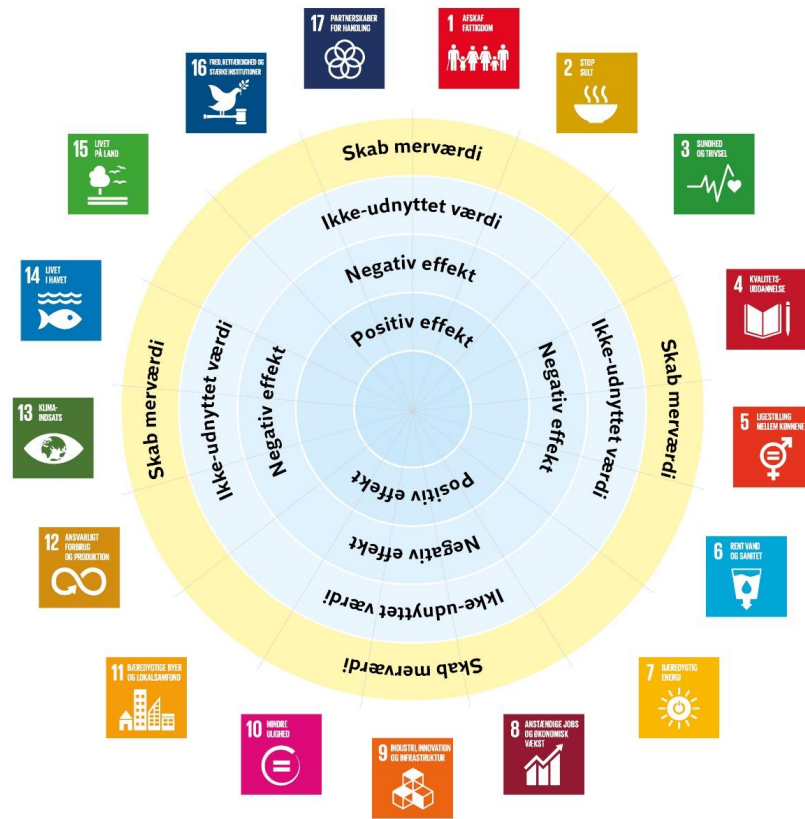 17 PARTNERSKABER
FOR HANDLING
1 AFSKAF
FATTIGDOM
2 STOP
SULT
3 SUNDHED
OG TRIVSEL
4 KVALITETS-
UDDANNELSE
5 LIGESTILLING
MELLEM KØNNENE
6 RENT VAND
OG SANITET
7 BÆREDYGTIG
ENERGI
8 ANSTÆNDIGE JOBS
OG ØKONOMISK
VÆKST
9 INDUSTRI, INNOVATION
OG INFRASTRUKTUR
10 MINDRE
ULIGHED
11 BÆREDYGTIGE BYER
OG LOKALSAMFUND
12 ANSVARLIGT
FORBRUG
OG PRODUKTION
13 KLIMA-
INDSATS
14 LIVET
I HAVET
15 LIVET
PÅ LAND
16 FRED, RETFÆRDIGHED OG
STÆRKE INSTITUTIONER
Skab merværdi
Ikke-udnyttet værdi
Negativ effekt
Positiv effekt
Skab merværdi
Ikke-udnyttet værdi
Negativ effekt
Negativ effekt
Ikke-udnyttet værdi
Skab merværdi
Positiv effekt
Negativ effekt
Ikke-udnyttet værdi
Skab merværdi